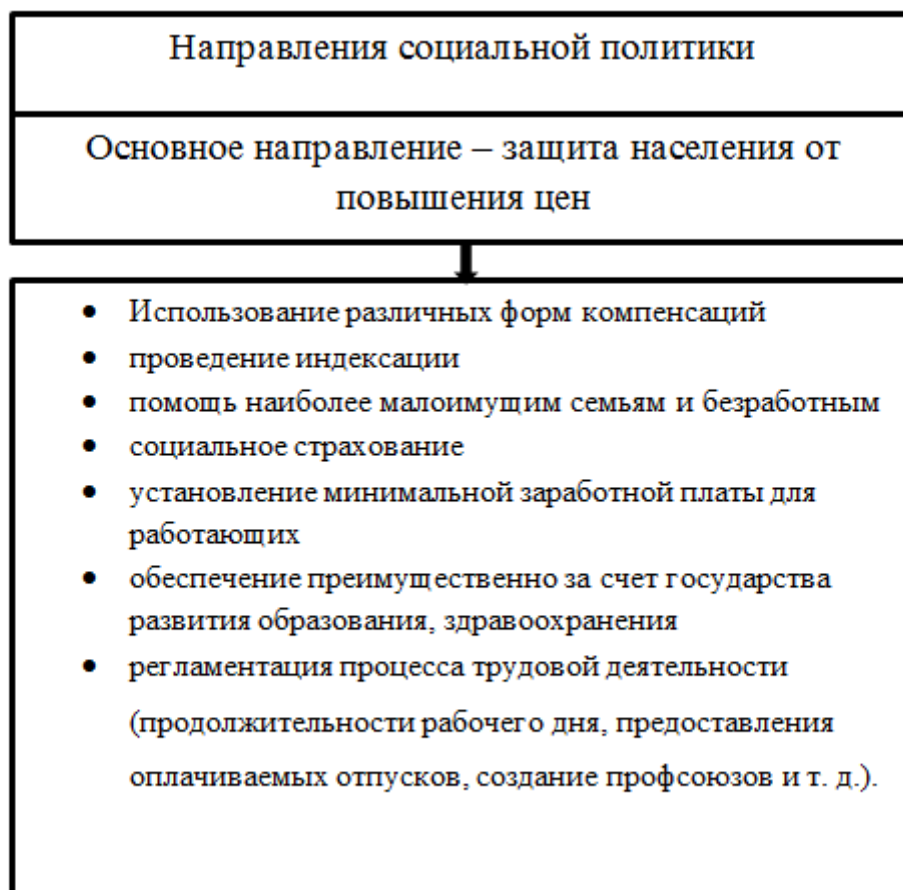 Направления социальной политики
Основное направление – защита населения от
повышения цен
• Использование различных форм компенсаций
• проведение индексации
• помощь наиболее малоимущим семьям и безработным
• социальное страхование
• установление минимальной заработной платы для
работающих
• обеспечение преимущественно за счет государства
развития образования, здравоохранения
• регламентация процесса трудовой деятельности
(продолжительности рабочего дня, предоставления
оплачиваемых отпусков, создание профсоюзов и т. д.).